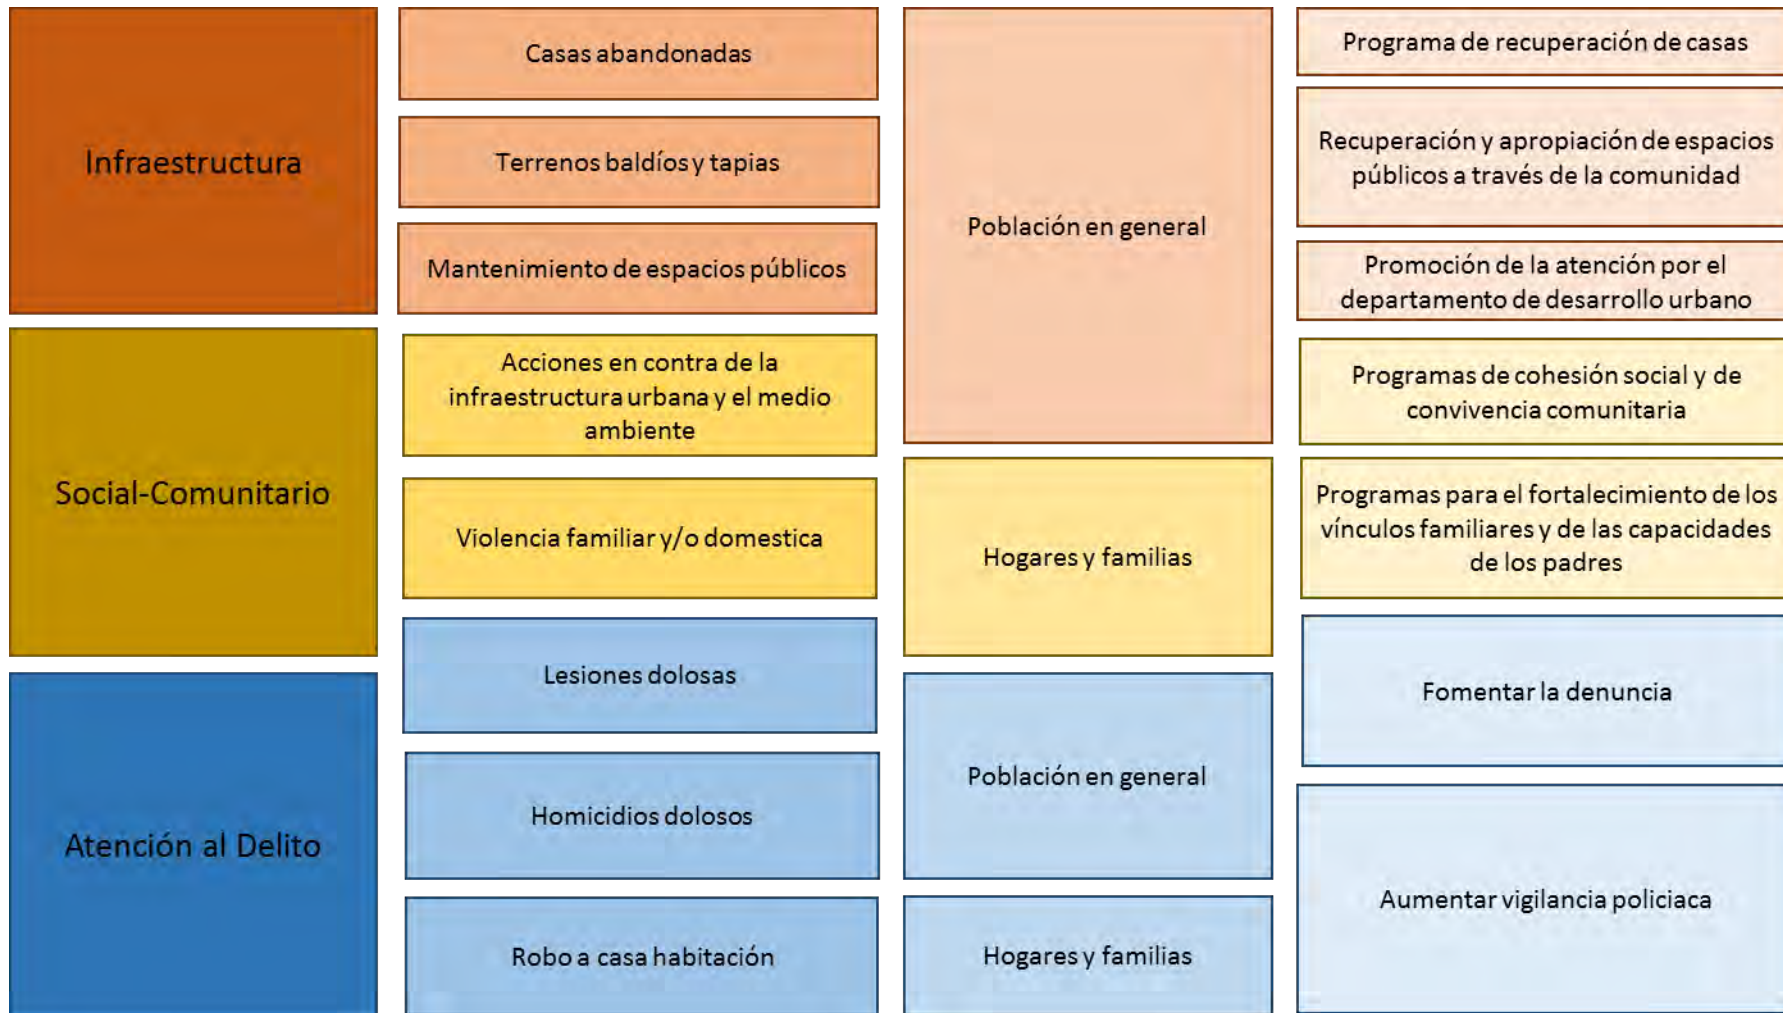 Infraestructura
Casas abandonadas
Terrenos baldíos y tapias
Mantenimiento de espacios públicos
Población en general
Programa de recuperación de casas
Recuperación y apropiación de espacios
públicos a través de la comunidad
Promoción de la atención por el
departamento de desarrollo urbano
Social-Comunitario
Acciones en contra de la
infraestructura urbana y el medio
ambiente
Violencia familiar y/o domestica
Hogares y familias
Programas de cohesión social y de
convivencia comunitaria
Programas para el fortalecimiento de los
vínculos familiares y de las capacidades
de los padres
Atención al Delito
Lesiones dolosas
Homicidios dolosos
Robo a casa habitación
Población en general
Hogares y familias
Fomentar la denuncia
Aumentar vigilancia policiaca